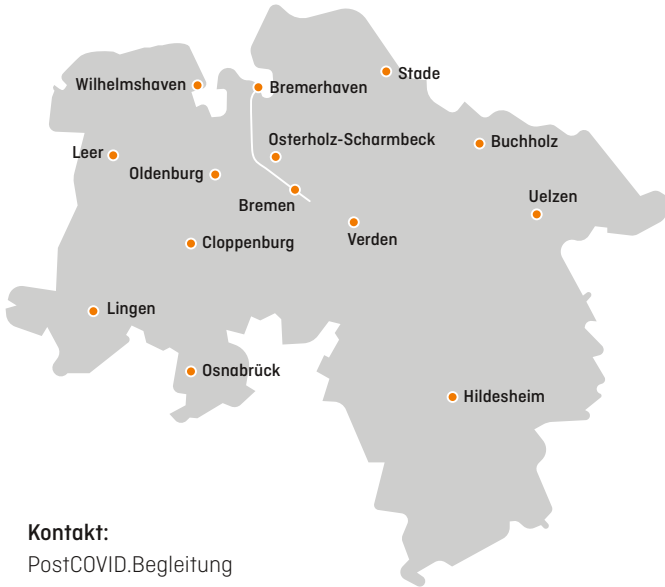 Stade
Wilhelmshaven
Bremerhaven
Osterholz-Scharmbeck
Buchholz
Leer
Oldenburg
Uelzen
Bremen
Verden
Cloppenburg
Lingen
Osnabrück
Hildesheim
Kontakt:
PostCOVID.Begleitung